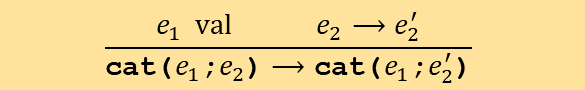 e₁ val e₂ ⟶ e₂′
cat(e₁;e₂) ⟶ cat(e₁;e₂′)